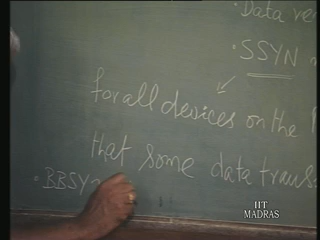 • Data
• SSYN
for all devices on the
that some data trans
• BBSY
IIT
MADRAS